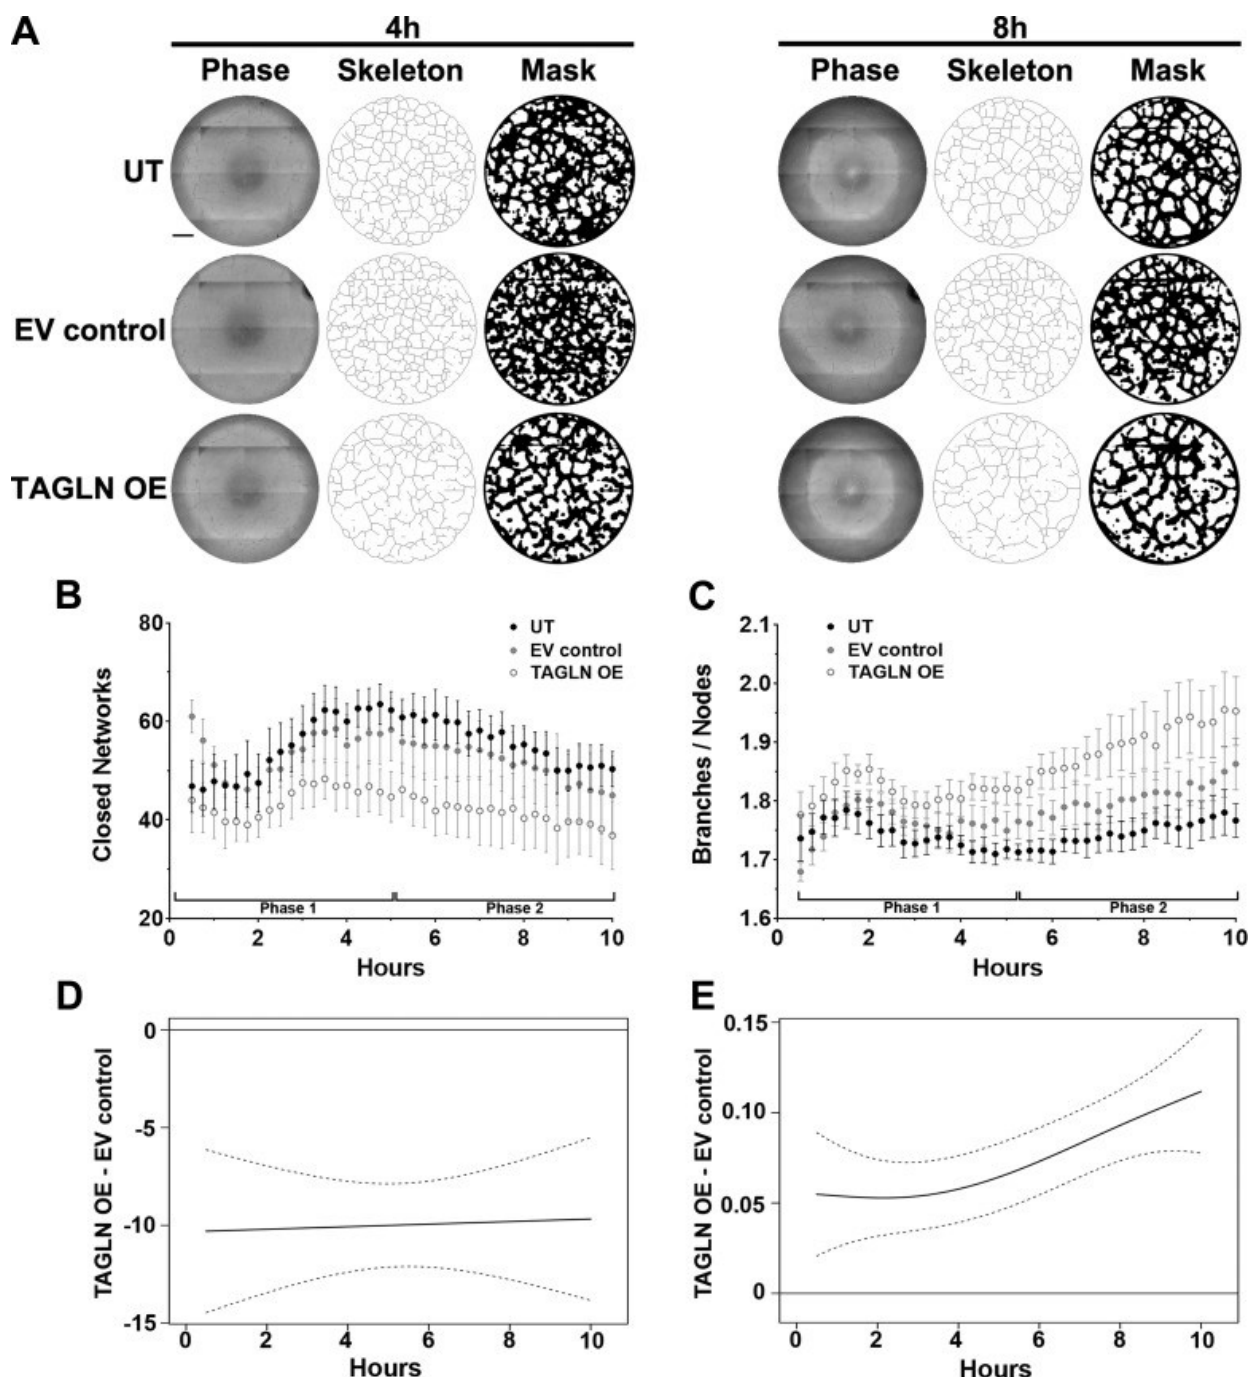 A
4h
8h
Phase Skeleton Mask
Phase Skeleton Mask
UT
EV control
TAGLN OE
B
80
60
40
20
Closed Networks
UT
EV control
TAGLN OE
Phase 1
Phase 2
0 2 4 6 8 10
Hours
C
2.1
2.0
1.9
1.8
1.7
1.6
Branches / Nodes
UT
EV control
TAGLN OE
Phase 1
Phase 2
0 2 4 6 8 10
Hours
D
0
-5
-10
-15
TAGLN OE - EV control
0 2 4 6 8 10
Hours
E
0.15
0.10
0.05
0
TAGLN OE - EV control
0 2 4 6 8 10
Hours